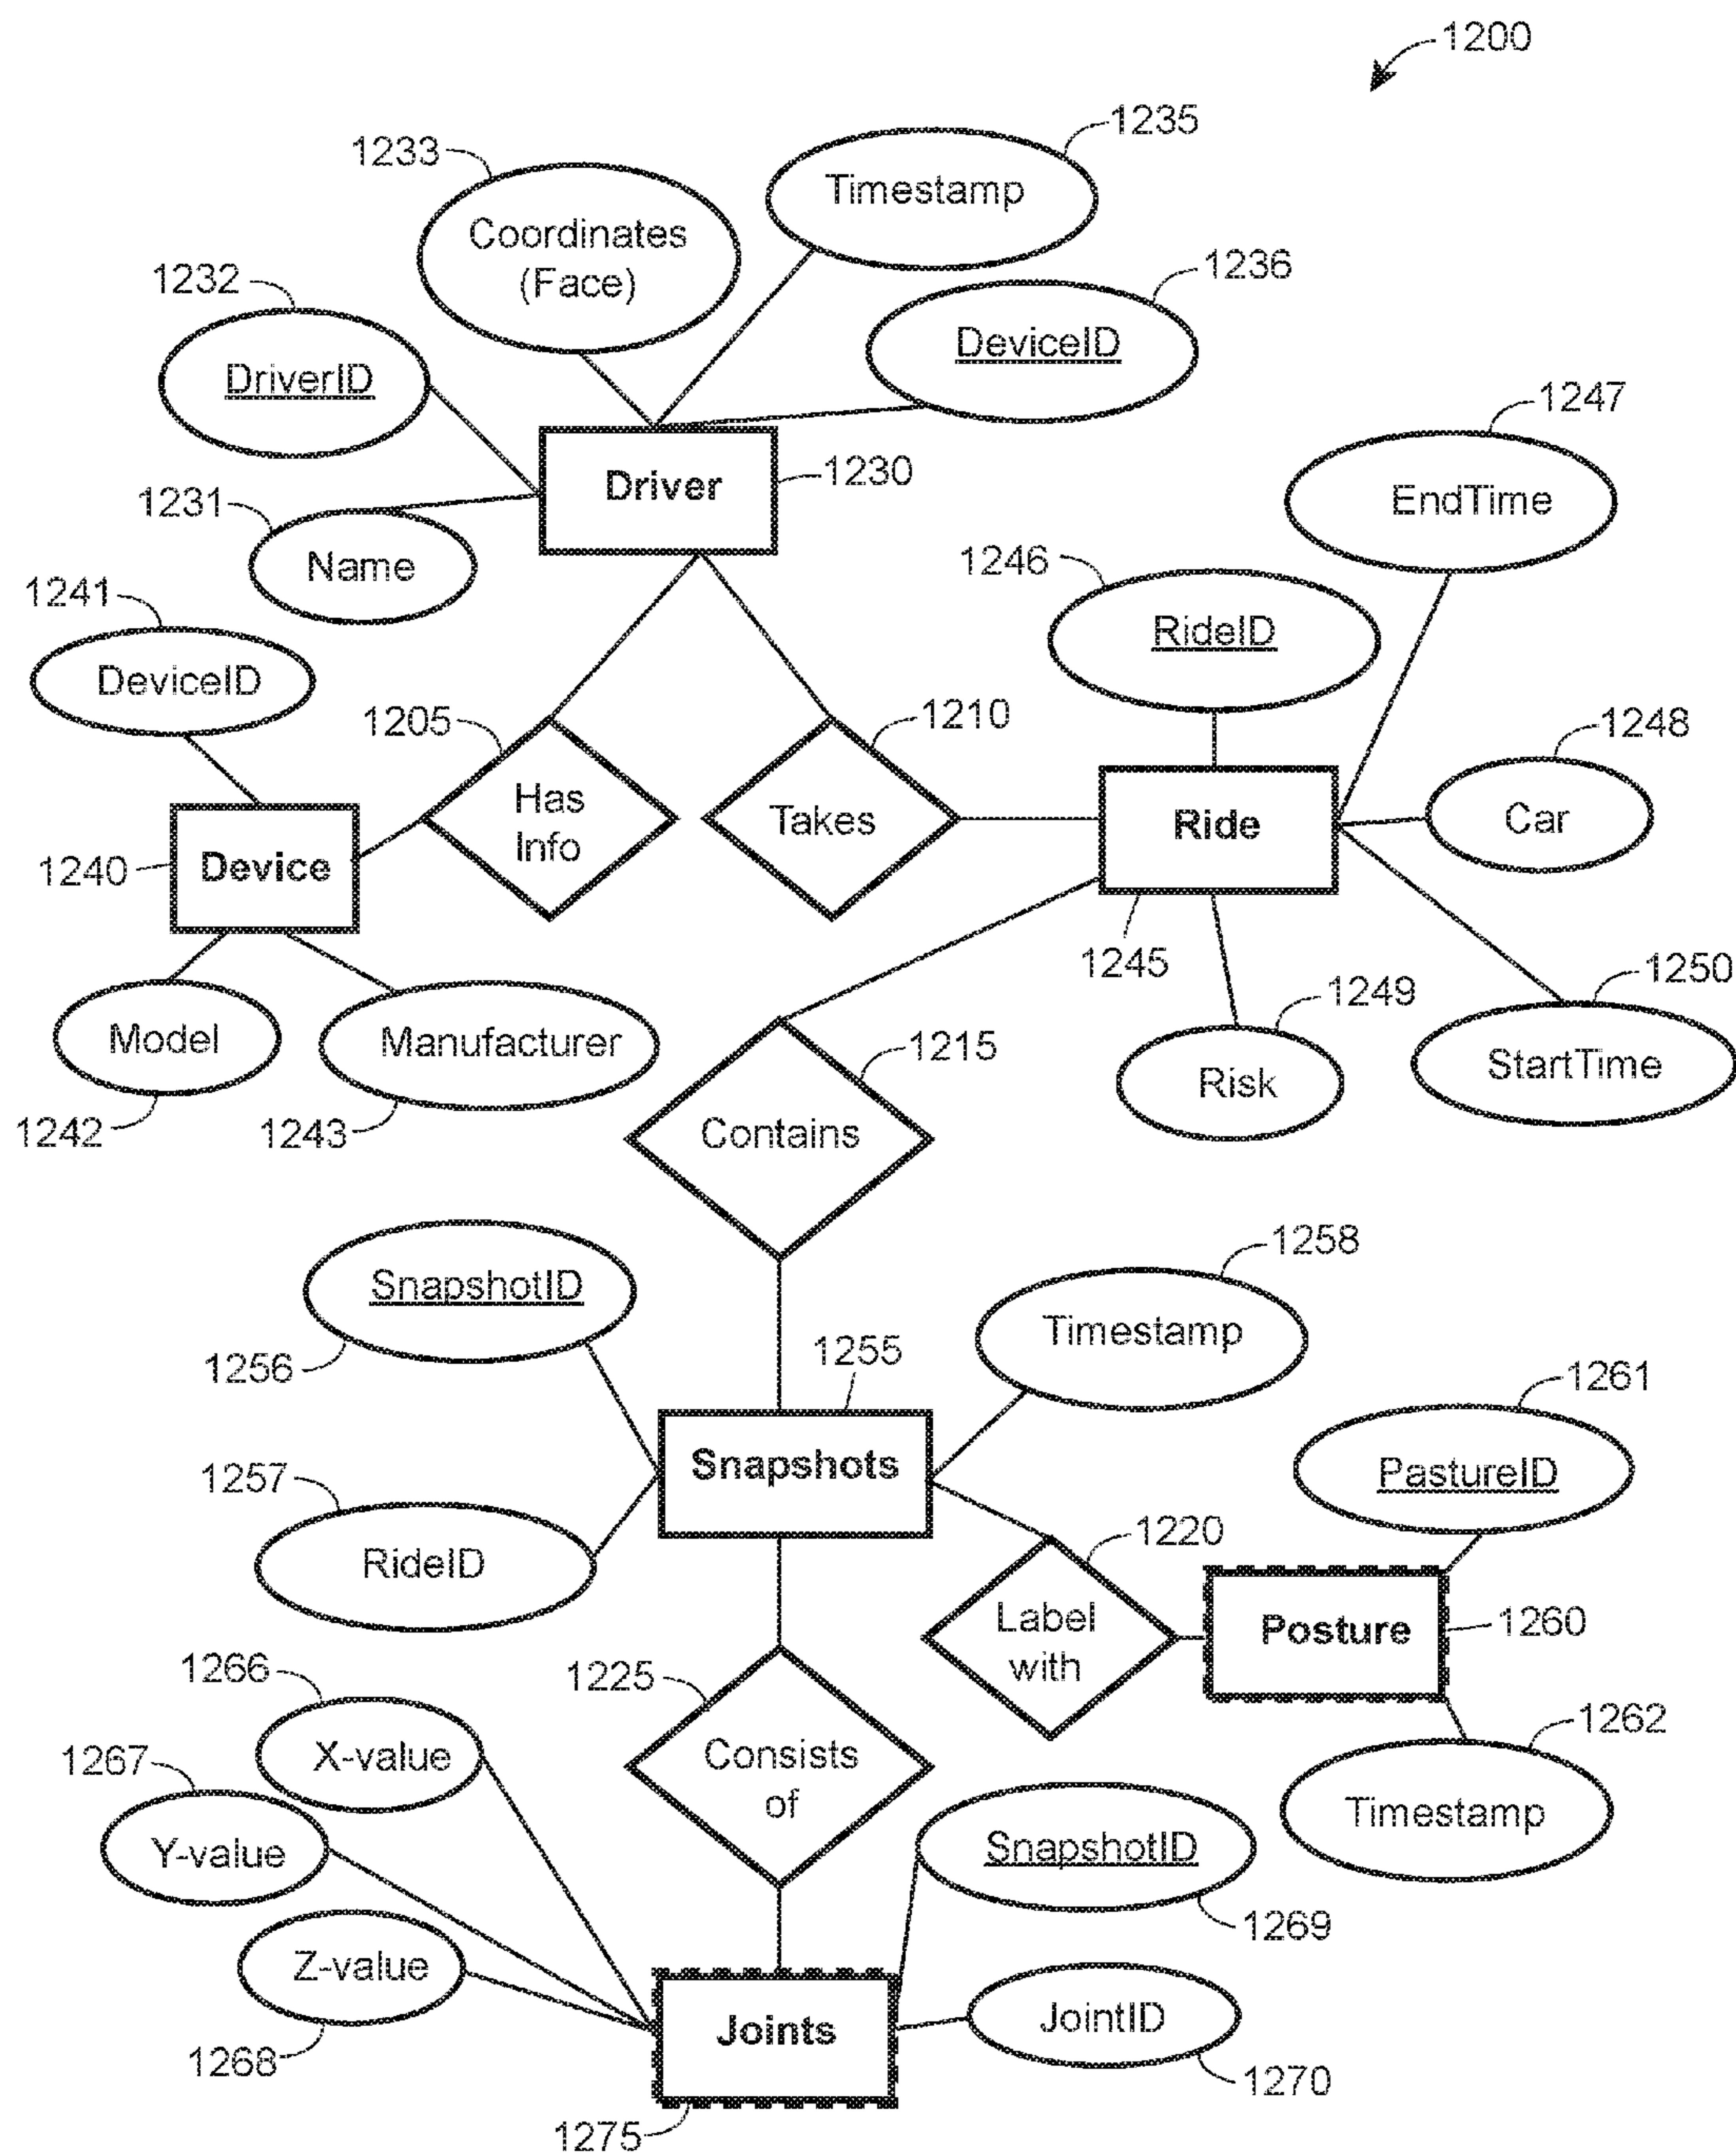 1200
1235
1233
Timestamp
Coordinates
(Face)
1236
1232
DeviceID
DriverID
1247
Driver
1230
EndTime
1231
Name
1246
1241
RideID
DeviceID
1205
1210
1248
Has
Info
Takes
Ride
Car
Device
1240
1245
1250
1249
Model
Manufacturer
1215
StartTime
Risk
1242
1243
Contains
1258
SnapshotID
Timestamp
1256
1255
1261
Snapshots
PastureID
1257
1220
RideID
Label
with
Posture
1260
1266
1225
1262
X-value
Consists
of
1267
Timestamp
Y-value
SnapshotID
1269
Z-value
JointID
Joints
1268
1270
1275